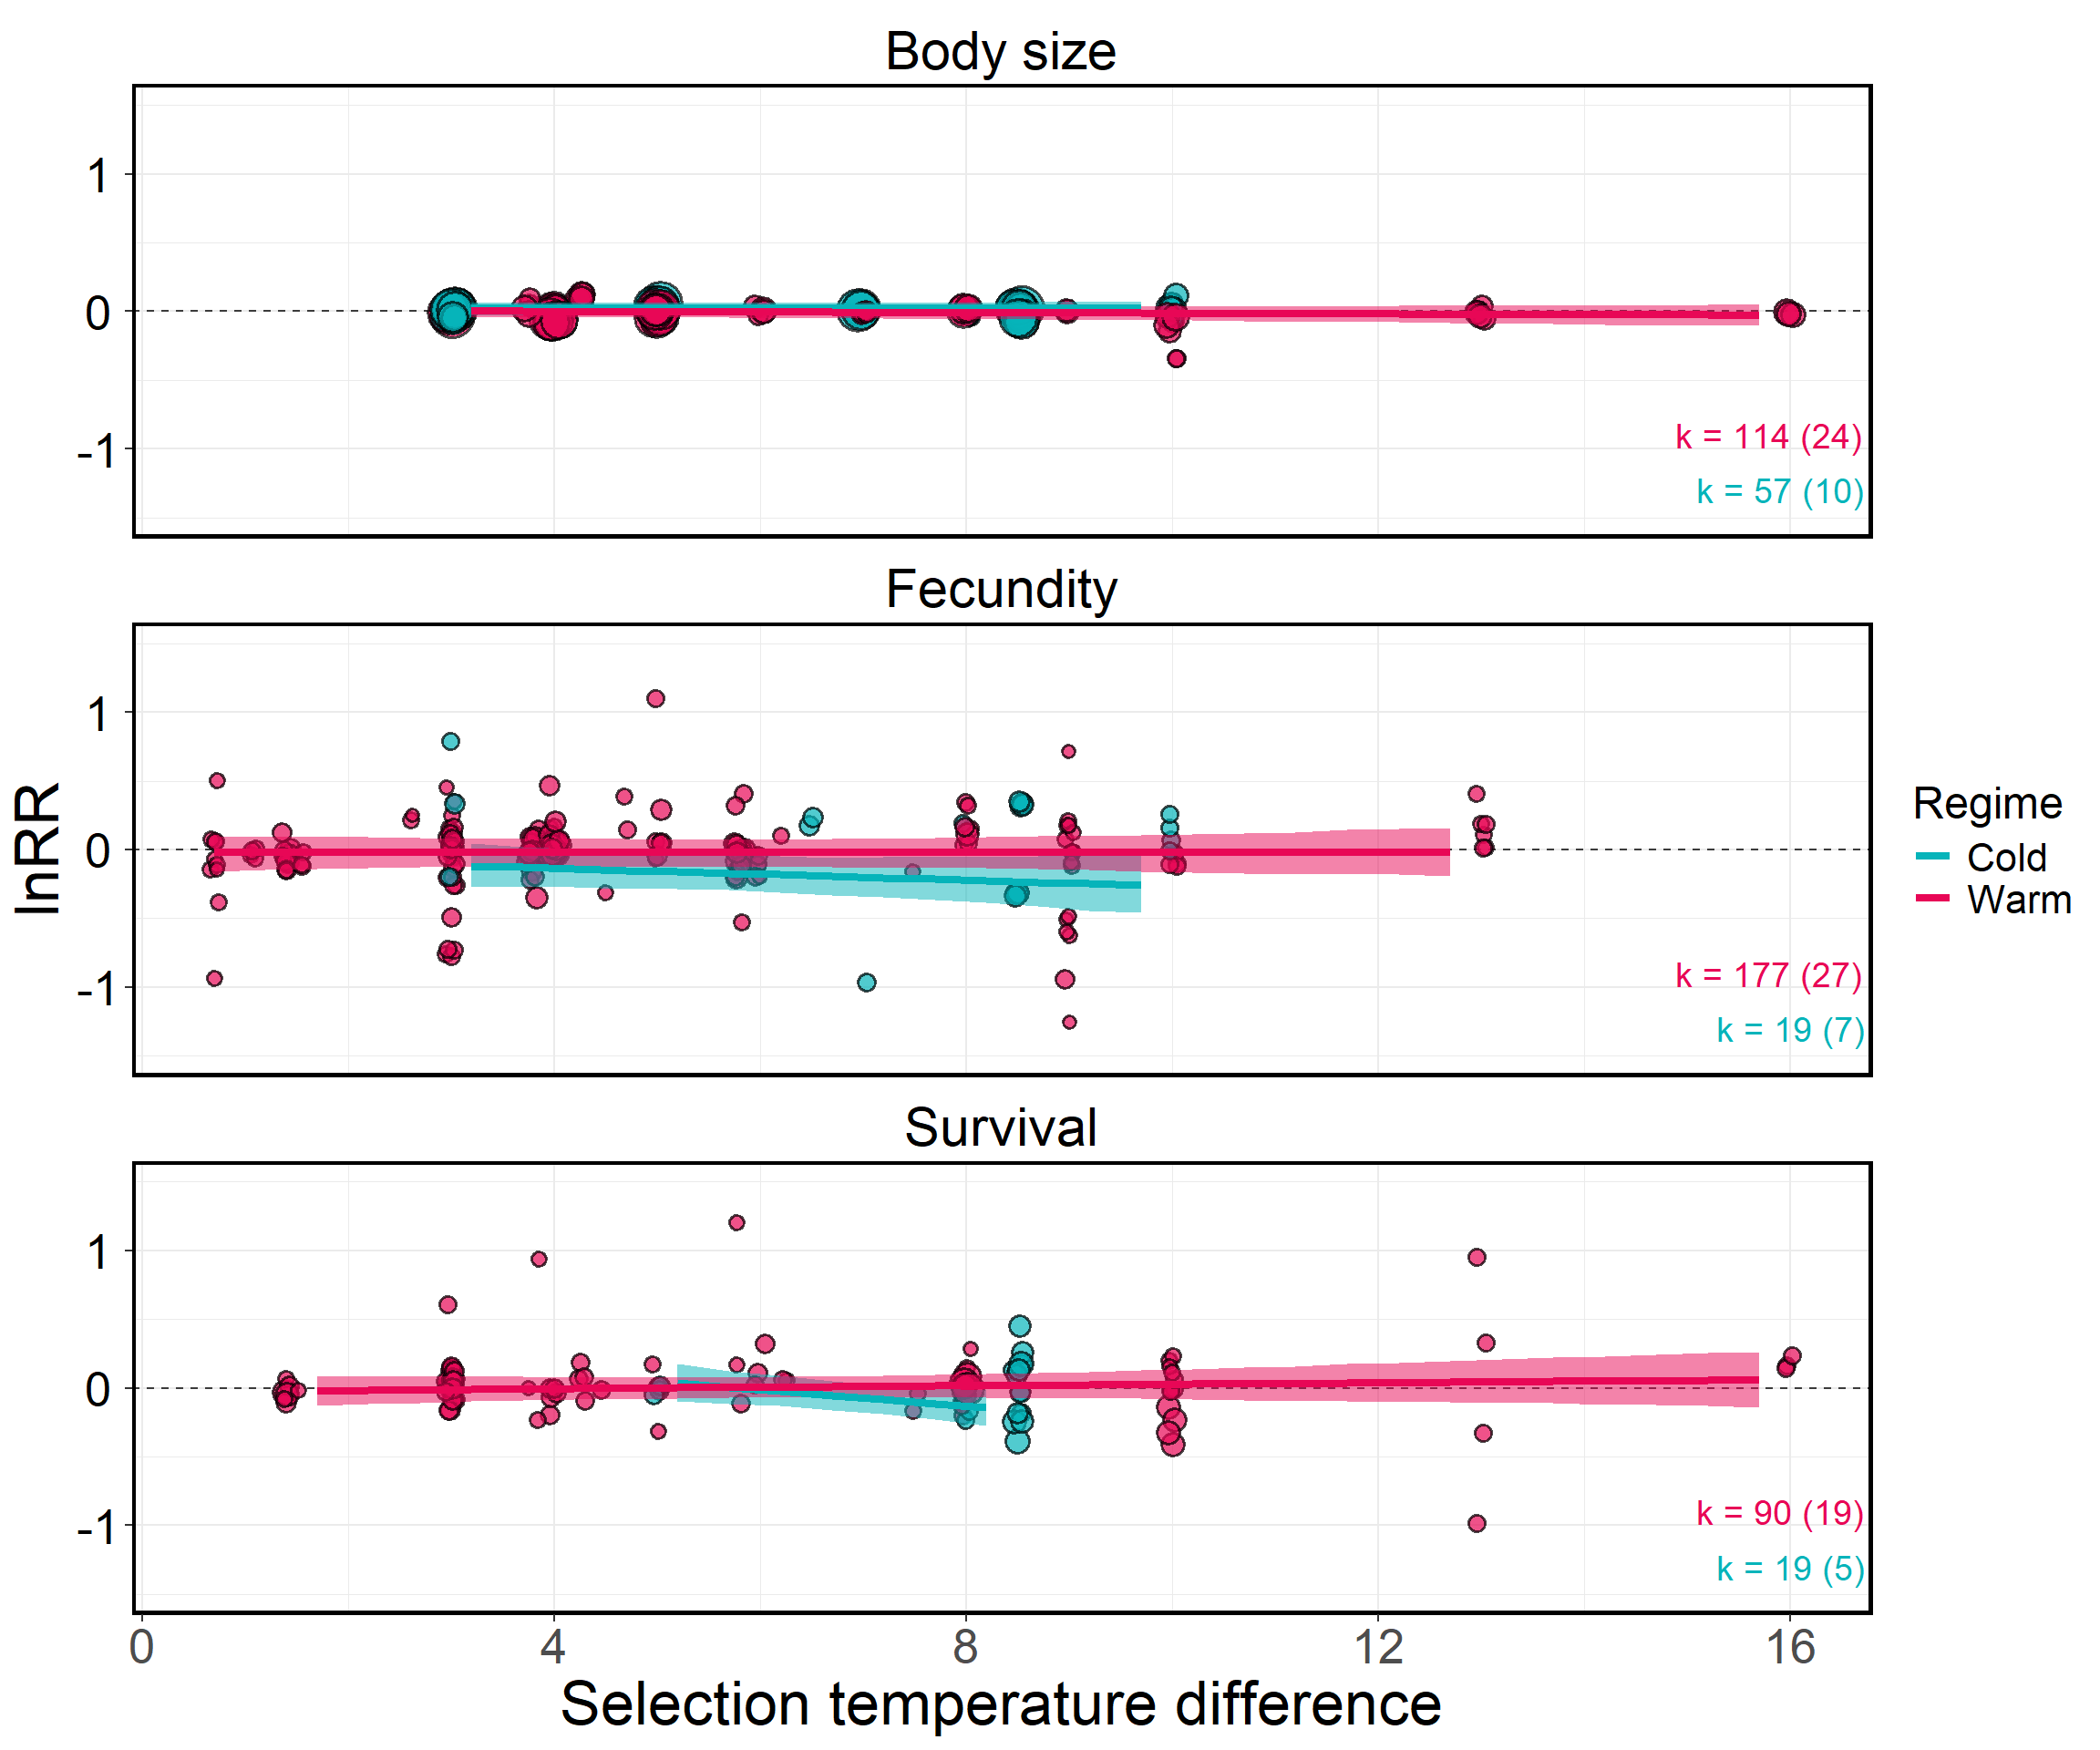 Body size
1
0
-1
k = 114 (24)
k = 57 (10)
Fecundity
1
0
-1
k = 177 (27)
k = 19 (7)
lnRR
Regime
Cold
Warm
Survival
1
0
-1
k = 90 (19)
k = 19 (5)
0 4 8 12 16
Selection temperature difference